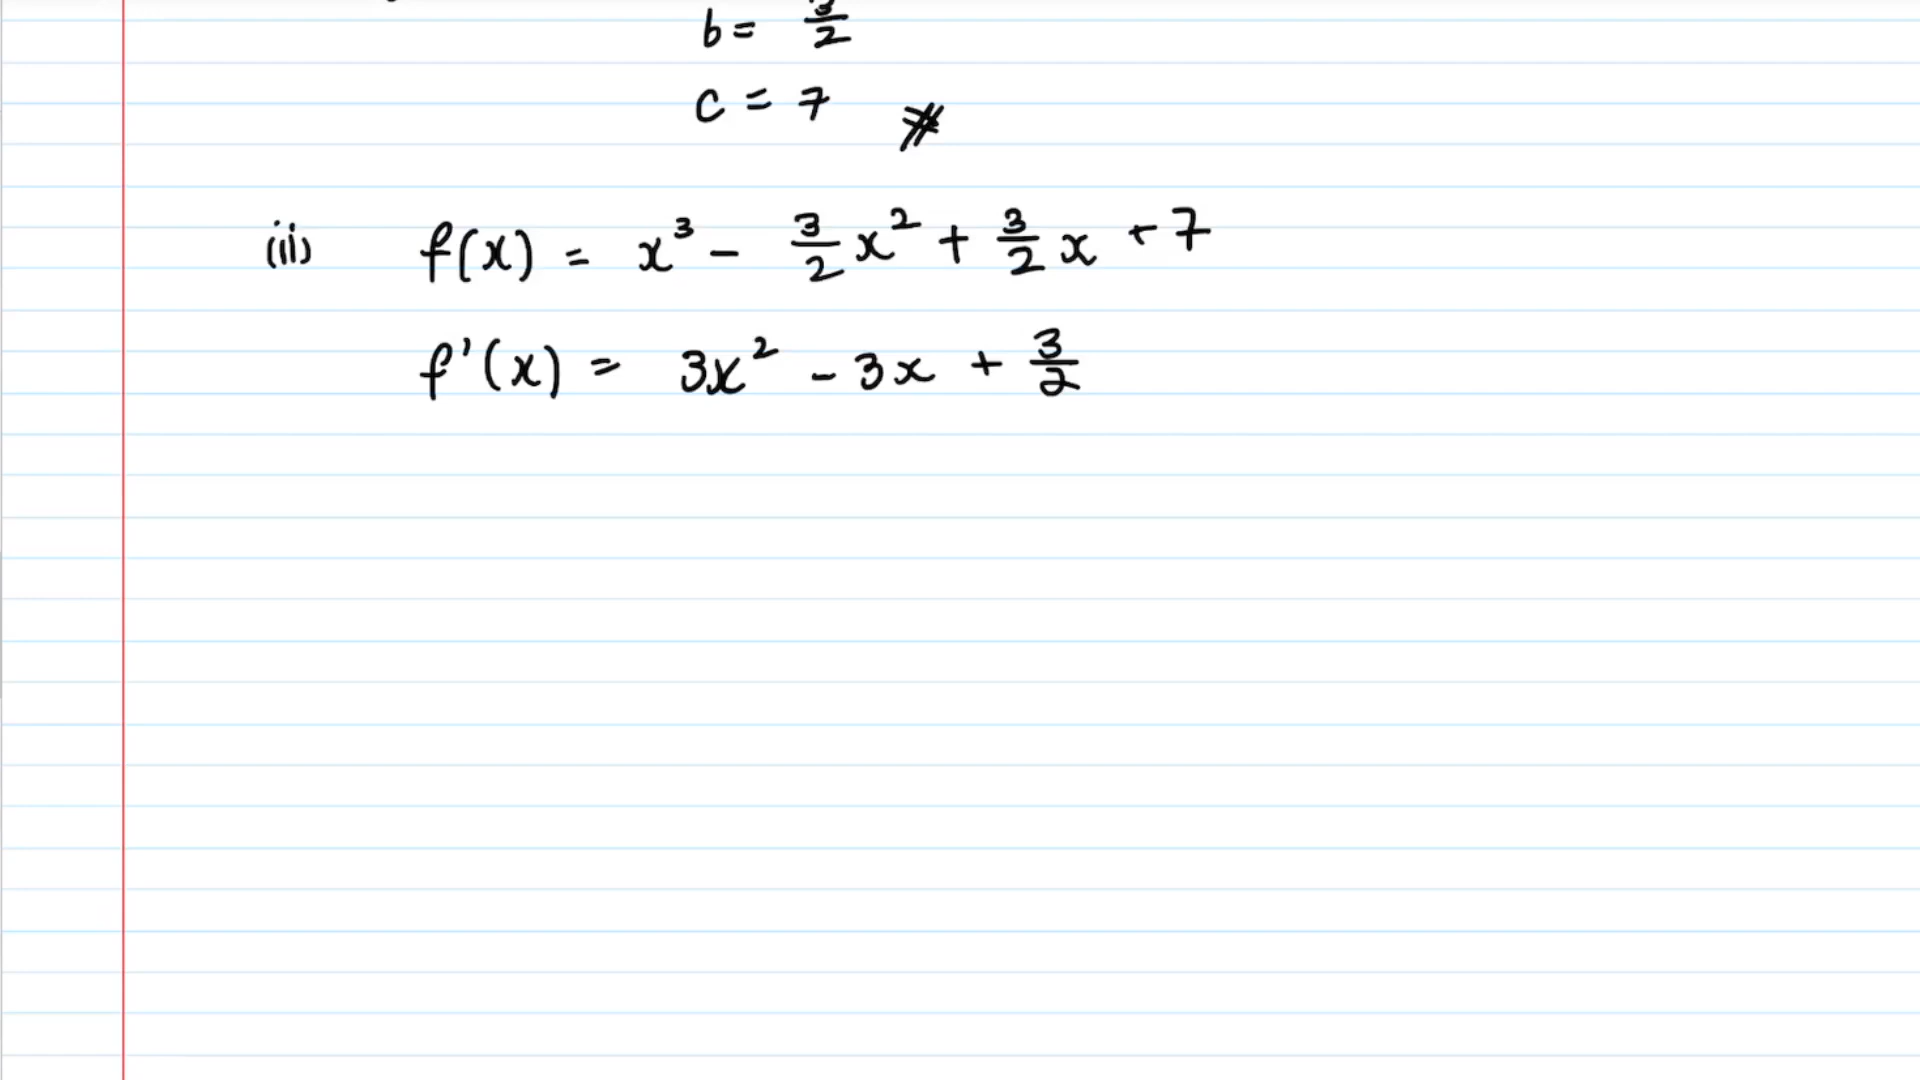 b = 3/2
c = 7
(ii) f(x) = x³ - 3/2 x² + 3/2 x + 7
f'(x) = 3x² - 3x + 3/2